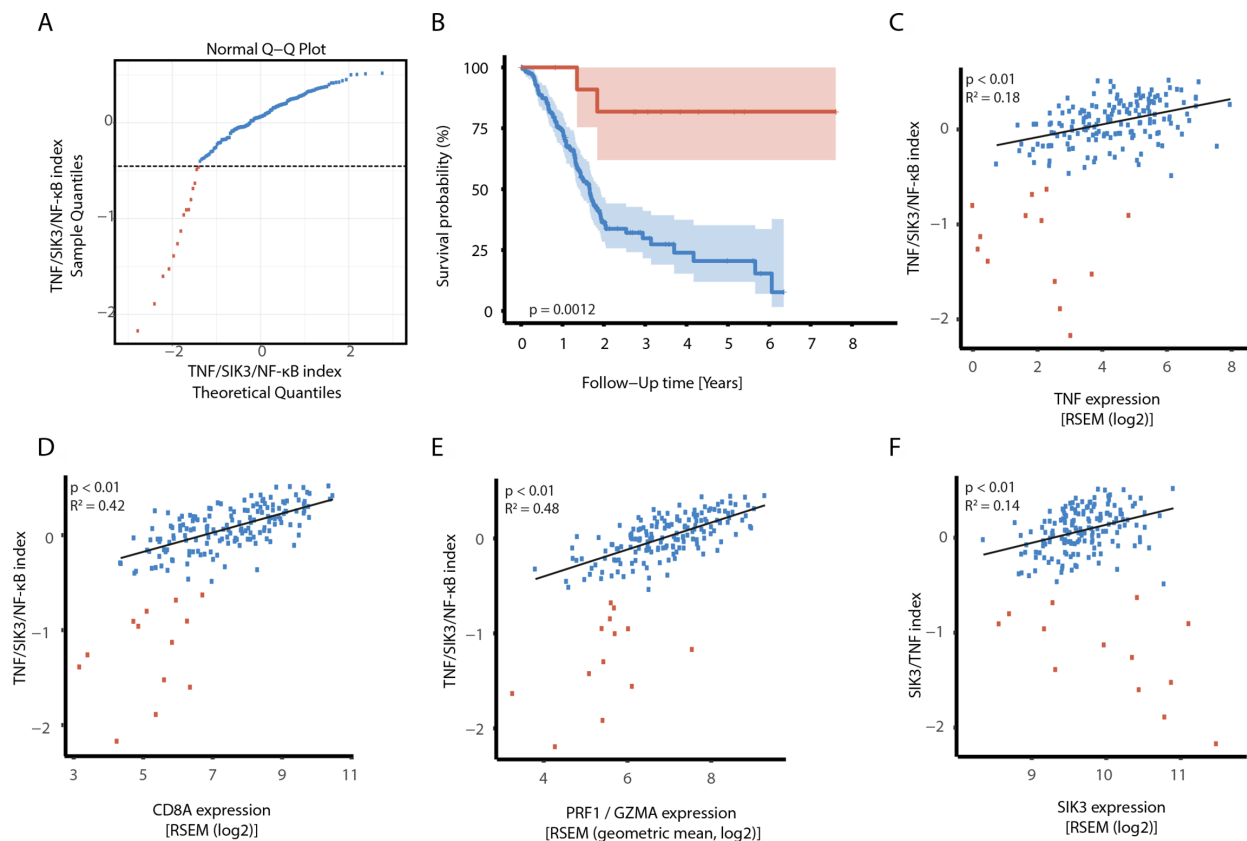 A
Normal Q−Q Plot
TNF/SIK3/NF-κB index
Sample Quantiles
0
−1
−2
−2
0
2
TNF/SIK3/NF-κB index
Theoretical Quantiles
B
Survival probability (%)
100
75
50
25
0
p = 0.0012
0 1 2 3 4 5 6 7 8
Follow−Up time [Years]
C
p < 0.01
R² = 0.18
TNF/SIK3/NF-κB index
0
−1
−2
0 2 4 6 8
TNF expression
[RSEM (log2)]
D
p < 0.01
R² = 0.42
TNF/SIK3/NF-κB index
0
−1
−2
3 5 7 9 11
CD8A expression
[RSEM (log2)]
E
p < 0.01
R² = 0.48
TNF/SIK3/NF-κB index
0
−1
−2
4 6 8
PRF1 / GZMA expression
[RSEM (geometric mean, log2)]
F
p < 0.01
R² = 0.14
SIK3/TNF index
0
−1
−2
9 10 11
SIK3 expression
[RSEM (log2)]